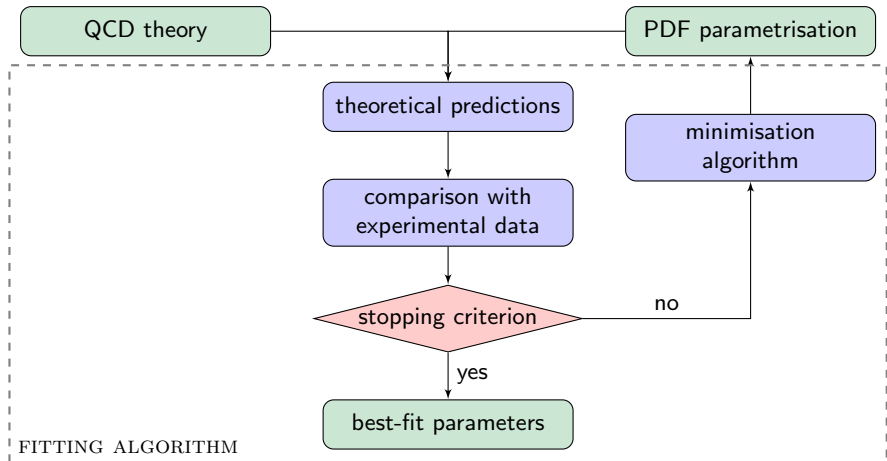 QCD theory
PDF parametrisation
theoretical predictions
minimisation
algorithm
comparison with
experimental data
stopping criterion
no
yes
best-fit parameters
FITTING ALGORITHM